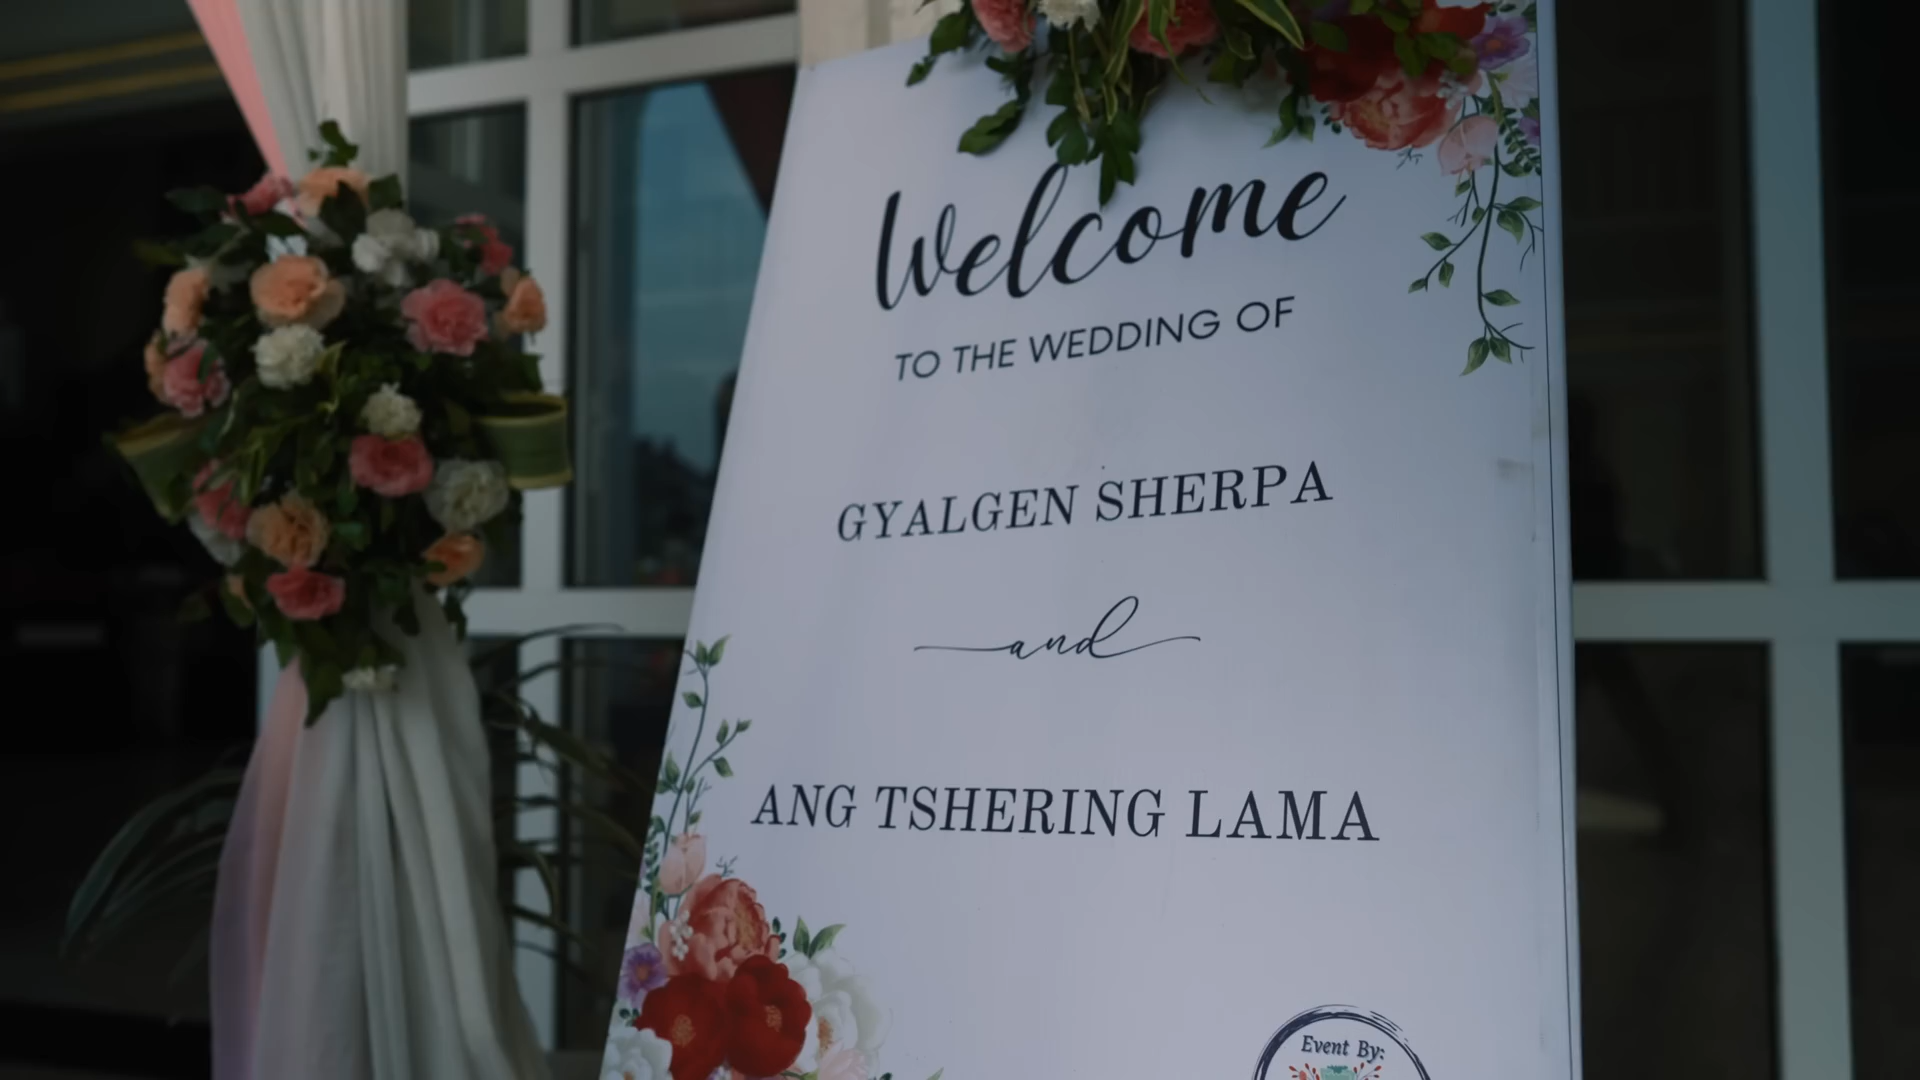 Welcome
TO THE WEDDING OF
GYALGEN SHERPA
and
ANG TSHERING LAMA
Event By: